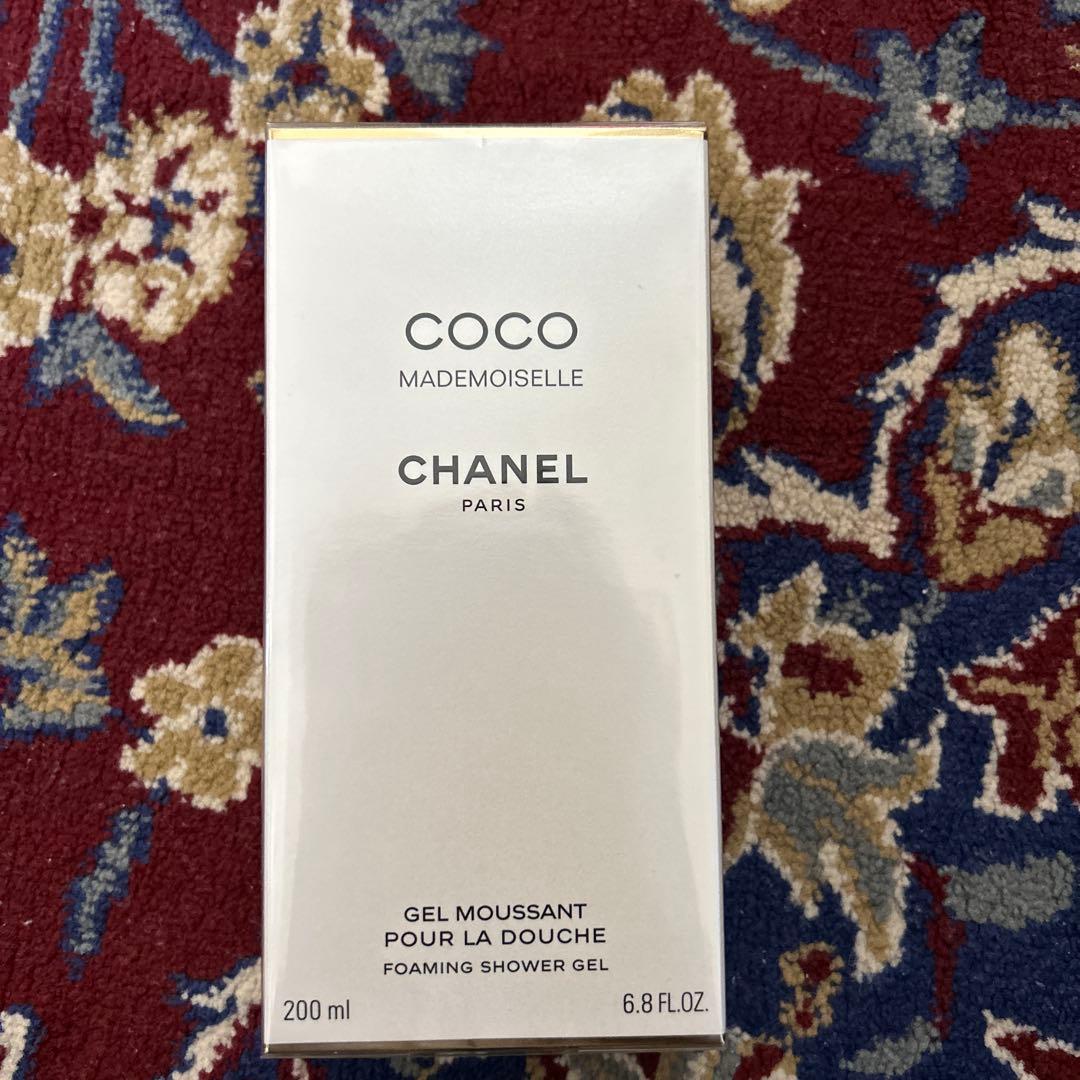 COCO
MADEMOISELLE
CHANEL
PARIS
GEL MOUSSANT
POUR LA DOUCHE
FOAMING SHOWER GEL
200 ml 6.8 FL.OZ.